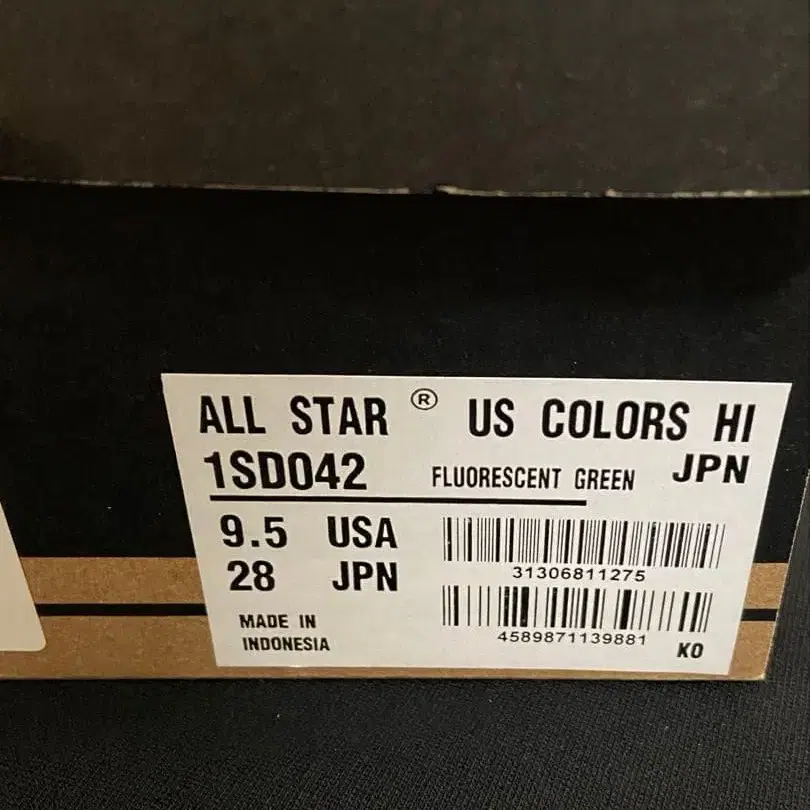 ALL STAR ® US COLORS HI
1SD042 FLUORESCENT GREEN JPN
9.5 USA
28 JPN
31306811275
4589871139881
MADE IN
INDONESIA
KO